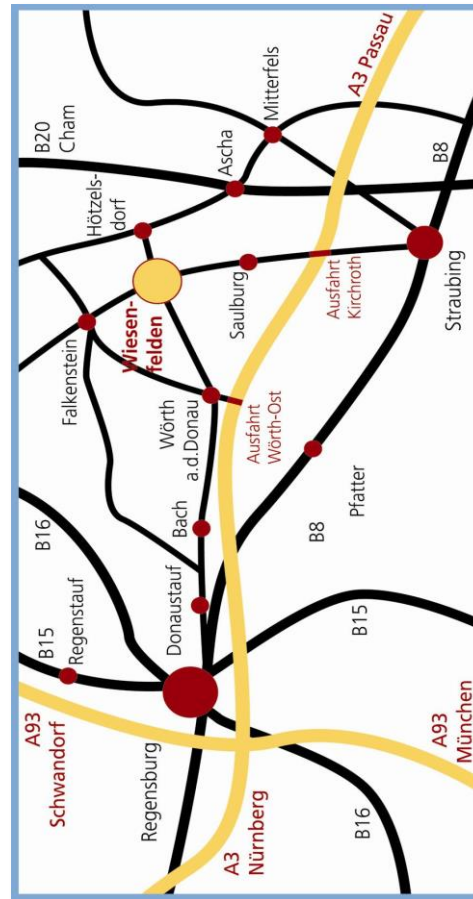 A93
Schwandorf
B15
Regenstauf
B16
Falkenstein
Hötzels-
dorf
B20
Cham
Wiesen-
felden
Ascha
Mitterfels
A3 Passau
Regensburg
Donaustauf
Bach
Wörth
a.d.Donau
Saulburg
Ausfahrt
Wörth-Ost
Ausfahrt
Kirchroth
A3
Nürnberg
B8
Pfatter
Straubing
B8
B16
A93
München
B15